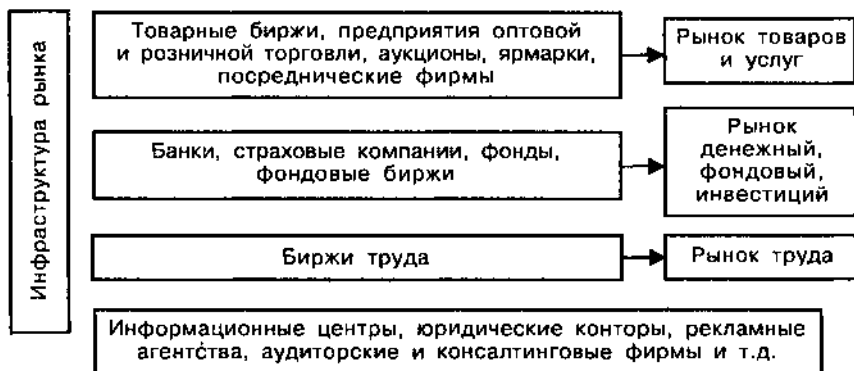 Инфраструктура рынка
Товарные биржи, предприятия оптовой
и розничной торговли, аукционы, ярмарки,
посреднические фирмы
Рынок товаров
и услуг
Банки, страховые компании, фонды,
фондовые биржи
Рынок
денежный,
фондовый,
инвестиций
Биржи труда
Рынок труда
Информационные центры, юридические конторы, рекламные
агентства, аудиторские и консалтинговые фирмы и т.д.